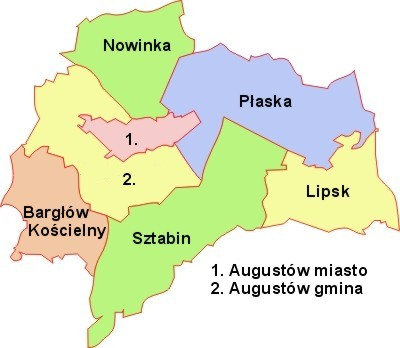 Nowinka
Płaska
1.
2.
Lipsk
Bargłów
Kościelny
Sztabin
1. Augustów miasto
2. Augustów gmina